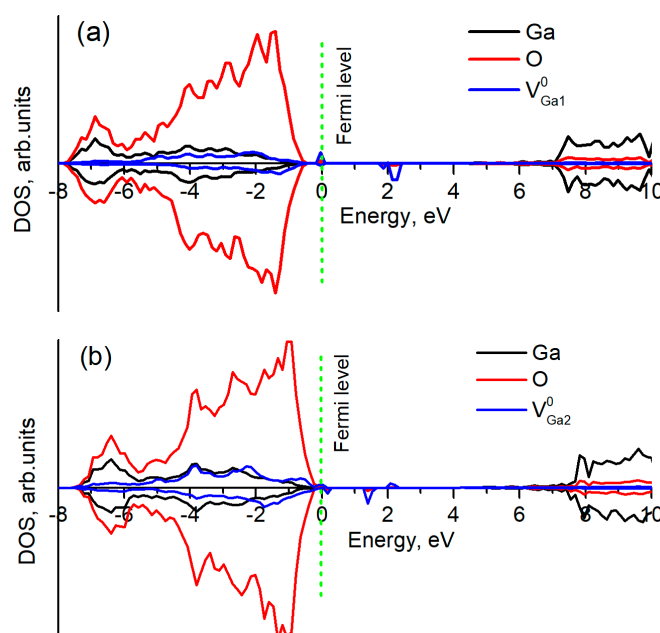 (a)
Ga
O
V⁰Ga1
Fermi level
DOS, arb.units
-8 -6 -4 -2 0 2 4 6 8 10
Energy, eV
(b)
Ga
O
V⁰Ga2
Fermi level
DOS, arb.units
-8 -6 -4 -2 0 2 4 6 8 10
Energy, eV